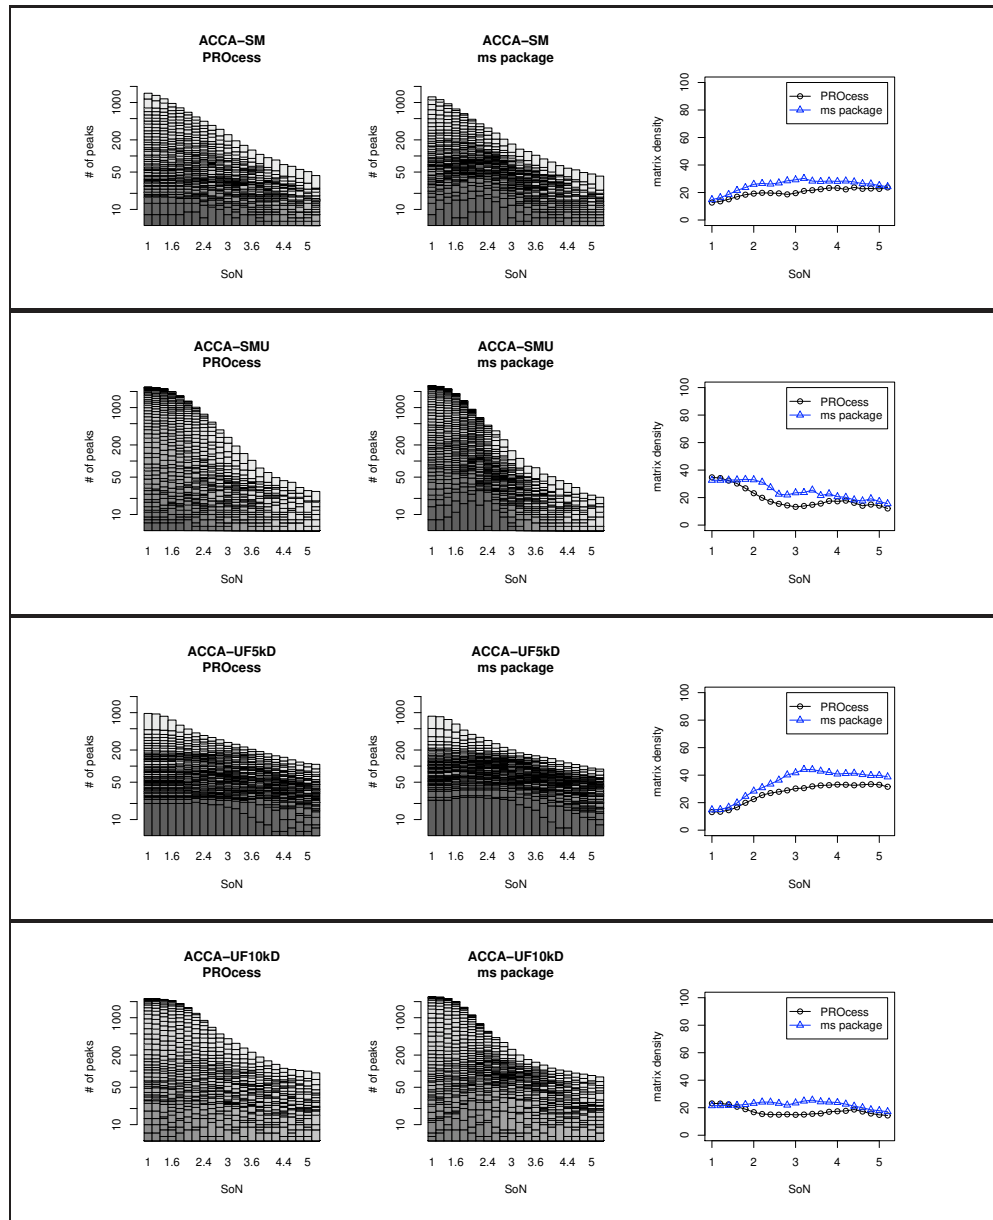 ACCA−SM
PROcess
# of peaks
1000
200
50
10
1 1.6 2.4 3 3.6 4.4 5
SoN
ACCA−SM
ms package
# of peaks
1000
200
50
10
1 1.6 2.4 3 3.6 4.4 5
SoN
matrix density
100
80
60
40
20
0
PROcess
ms package
1 2 3 4 5
SoN
ACCA−SMU
PROcess
# of peaks
1000
200
50
10
1 1.6 2.4 3 3.6 4.4 5
SoN
ACCA−SMU
ms package
# of peaks
1000
200
50
10
1 1.6 2.4 3 3.6 4.4 5
SoN
matrix density
100
80
60
40
20
0
PROcess
ms package
1 2 3 4 5
SoN
ACCA−UF5kD
PROcess
# of peaks
1000
200
50
10
1 1.6 2.4 3 3.6 4.4 5
SoN
ACCA−UF5kD
ms package
# of peaks
1000
200
50
10
1 1.6 2.4 3 3.6 4.4 5
SoN
matrix density
100
80
60
40
20
0
PROcess
ms package
1 2 3 4 5
SoN
ACCA−UF10kD
PROcess
# of peaks
1000
200
50
10
1 1.6 2.4 3 3.6 4.4 5
SoN
ACCA−UF10kD
ms package
# of peaks
1000
200
50
10
1 1.6 2.4 3 3.6 4.4 5
SoN
matrix density
100
80
60
40
20
0
PROcess
ms package
1 2 3 4 5
SoN